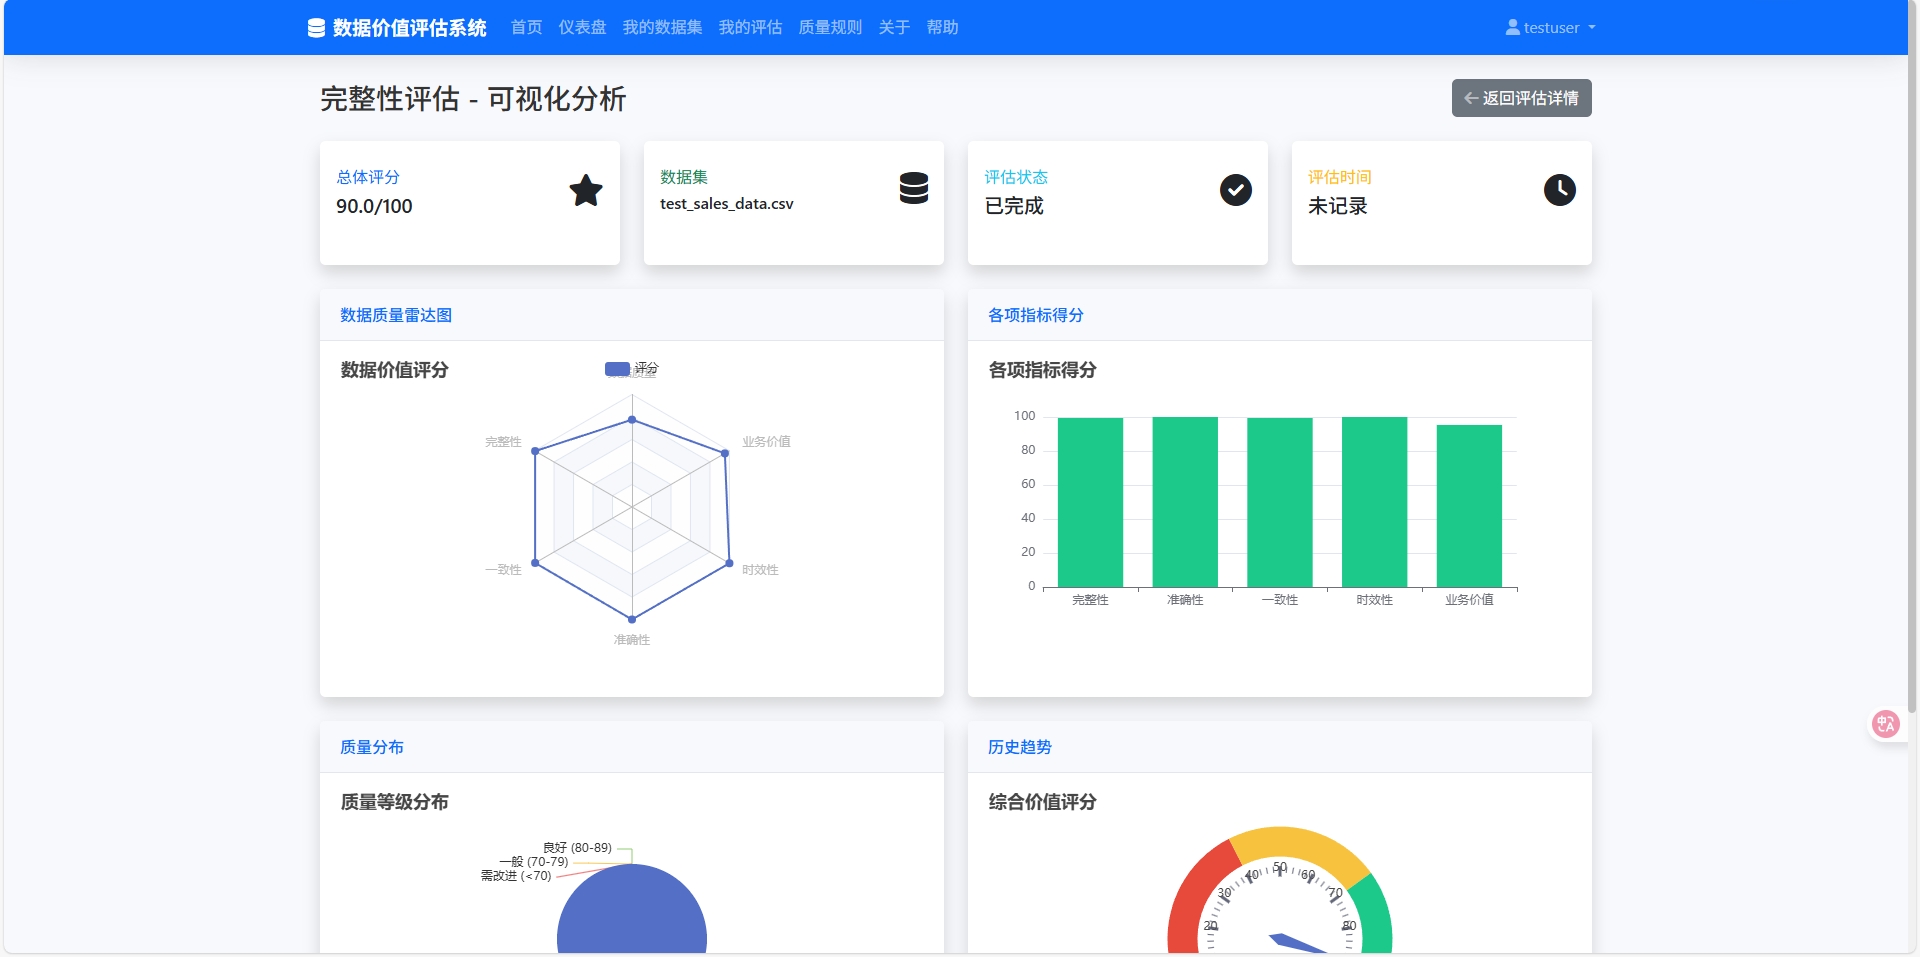 数据价值评估系统 首页 仪表盘 我的数据集 我的评估 质量规则 关于 帮助 testuser
完整性评估 - 可视化分析
返回评估详情
总体评分
90.0/100
数据集
test_sales_data.csv
评估状态
已完成
评估时间
未记录
数据质量雷达图
数据价值评分
评分
完整性
业务价值
一致性
时效性
准确性
各项指标得分
各项指标得分
100
80
60
40
20
0
完整性 准确性 一致性 时效性 业务价值
质量分布
质量等级分布
良好 (80-89)
一般 (70-79)
需改进 (<70)
历史趋势
综合价值评分
20
30
40
50
60
70
80
中A